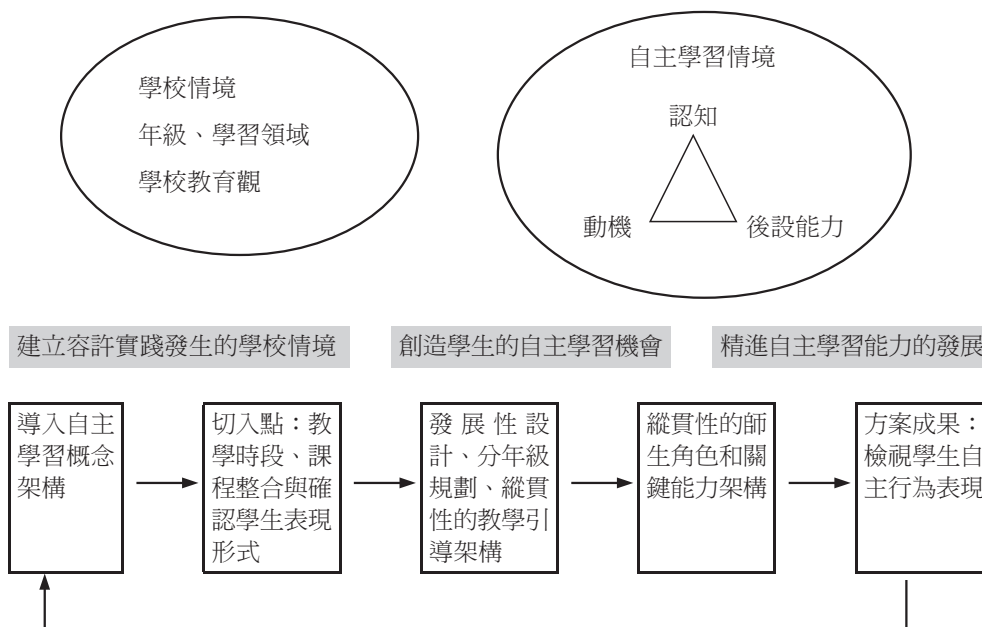 學校情境
年級、學習領域
學校教育觀
自主學習情境
認知
動機
後設能力
建立容許實踐發生的學校情境
創造學生的自主學習機會
精進自主學習能力的發展
導入自主
學習概念
架構
切入點：教
學時段、課
程整合與確
認學生表現
形式
發展性設
計、分年級
規劃、縱貫
性的教學引
導架構
縱貫性的師
生角色和關
鍵能力架構
方案成果：
檢視學生自
主行為表現